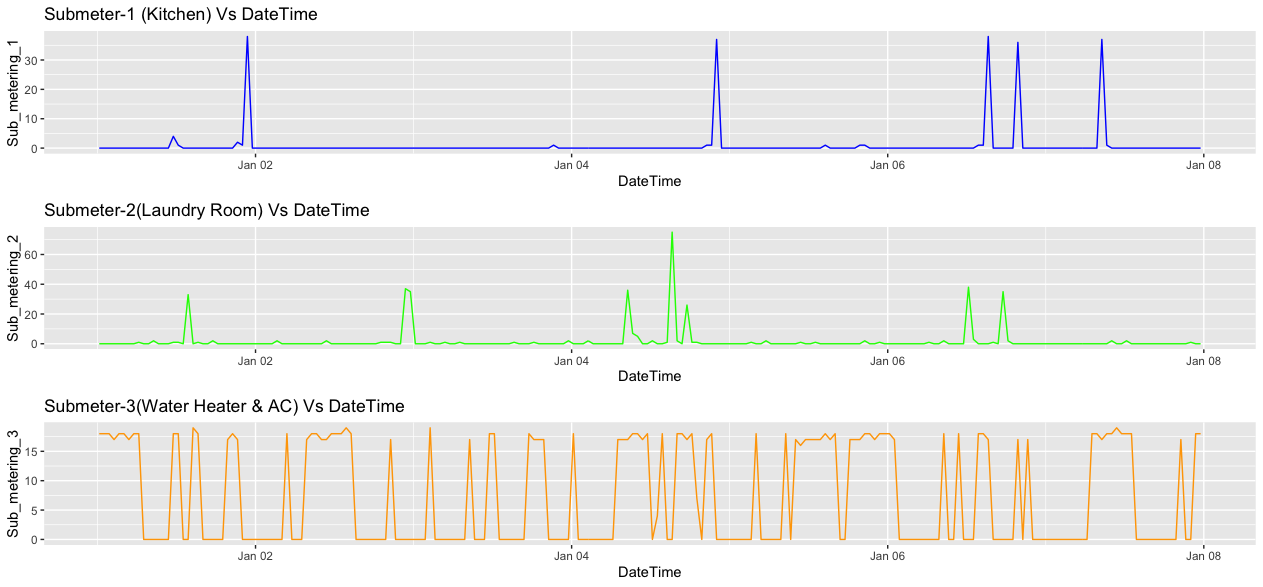 Submeter-1 (Kitchen) Vs DateTime
Sub_metering_1
30
20
10
0
Jan 02 Jan 04 Jan 06 Jan 08
DateTime
Submeter-2(Laundry Room) Vs DateTime
Sub_metering_2
60
40
20
0
Jan 02 Jan 04 Jan 06 Jan 08
DateTime
Submeter-3(Water Heater & AC) Vs DateTime
Sub_metering_3
15
10
5
0
Jan 02 Jan 04 Jan 06 Jan 08
DateTime